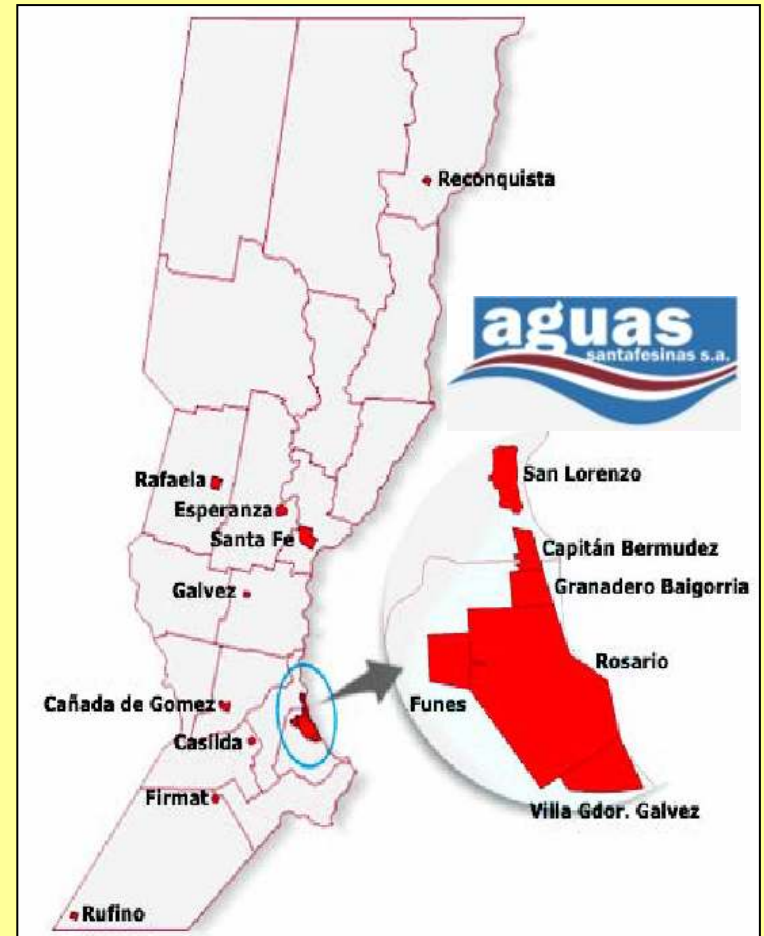 Reconquista
aguas
santafesinas s.a.
San Lorenzo
Rafaela
Esperanza
Santa Fe
Capitán Bermudez
Granadero Baigorria
Galvez
Rosario
Cañada de Gomez
Funes
Casilda
Firmat
Villa Gdor. Galvez
Rufino